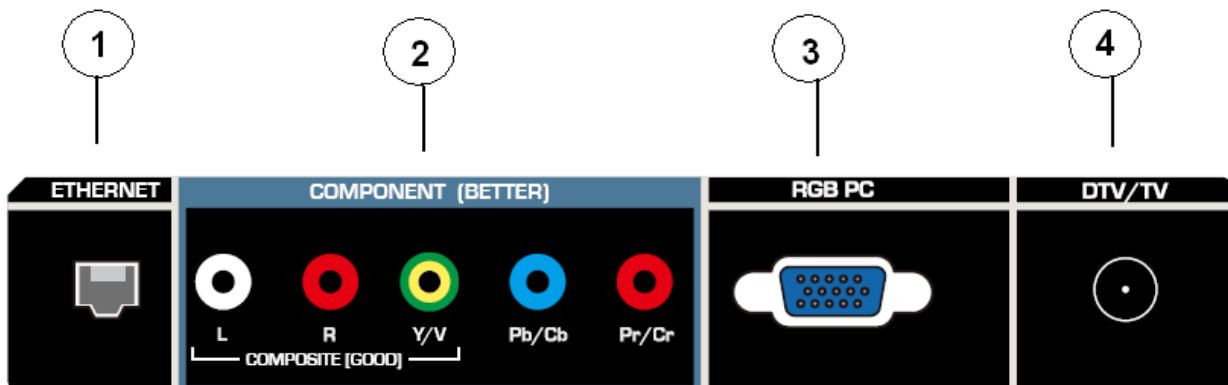 1 2 3 4
ETHERNET COMPONENT (BETTER) RGB PC DTV/TV
L R Y/V Pb/Cb Pr/Cr
COMPOSITE [GOOD]